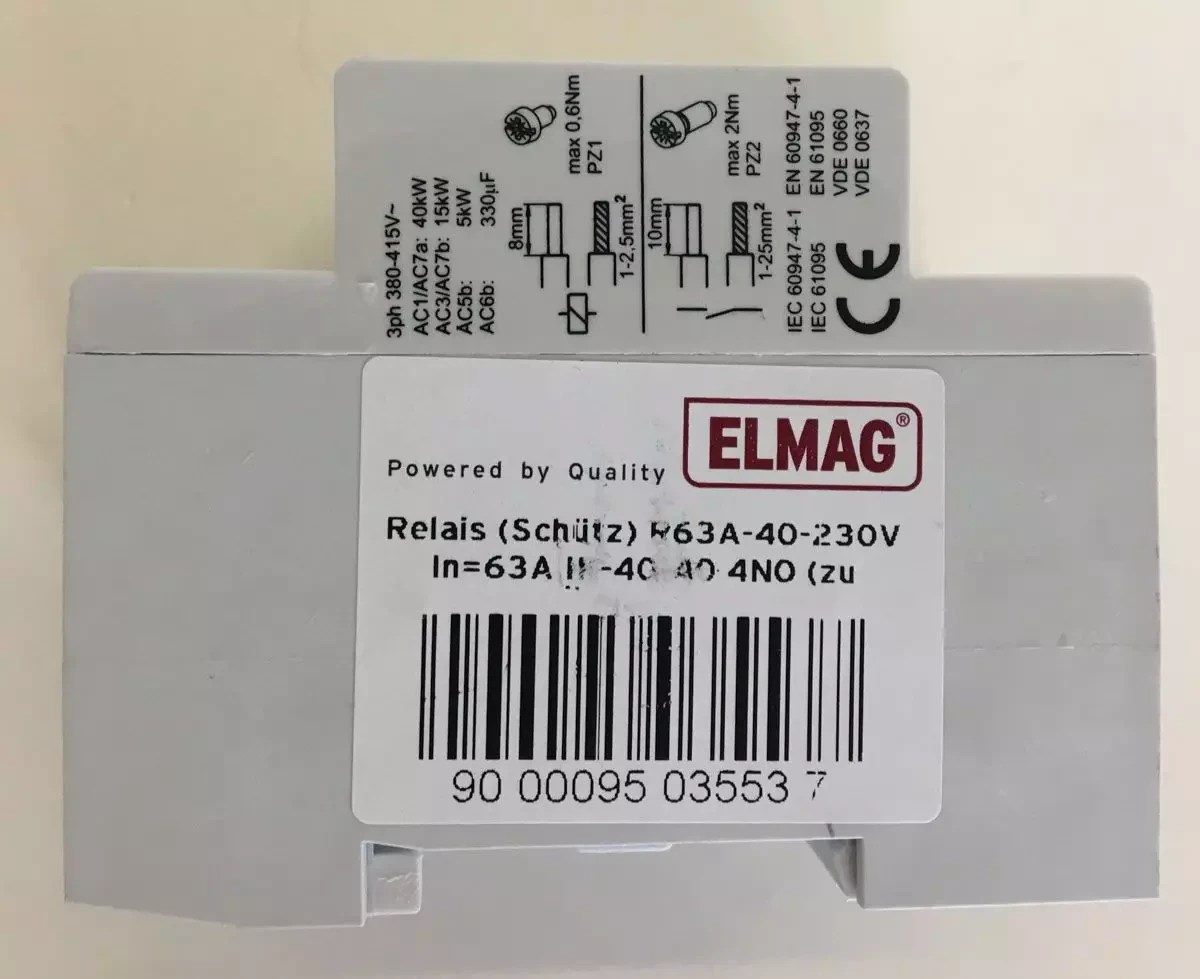 3ph 380-415V~
AC1/AC7a: 40kW
AC3/AC7b: 15kW
AC5b: 5kW
AC6b: 330µF
8mm
max 0,6Nm
PZ1
1-2,5mm²
10mm
max 2Nm
PZ2
1-25mm²
IEC 60947-4-1 EN 60947-4-1
IEC 61095 EN 61095
VDE 0660
VDE 0637
CE
ELMAG®
Powered by Quality
Relais (Schütz) R63A-40-230V
In=63A -40 40 4NO (zu
90 00095 03553 7